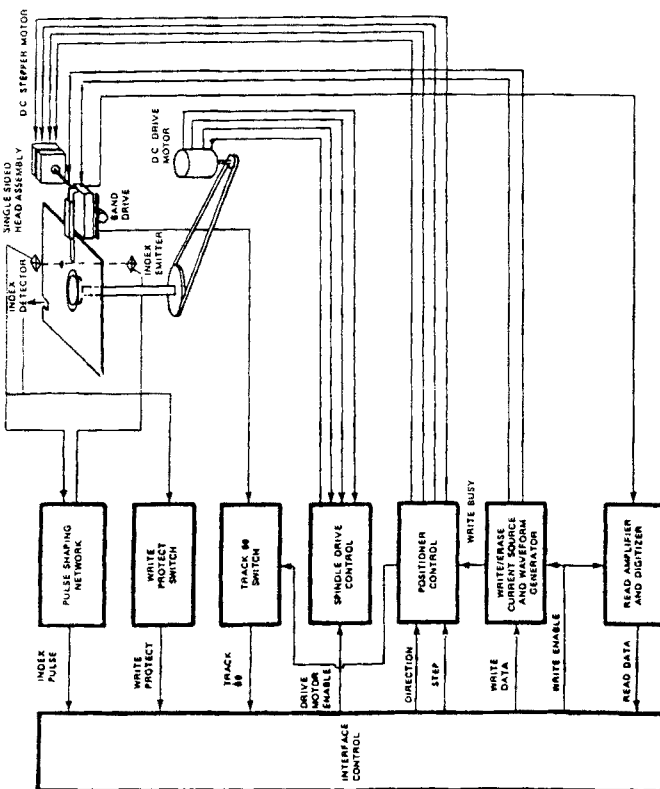 DC STEPPER MOTOR
SINGLE SIDED
HEAD ASSEMBLY
INDEX
DETECTOR
BAND
DRIVE
INDEX
EMITTER
DC DRIVE
MOTOR
PULSE SHAPING
NETWORK
WRITE
PROTECT
SWITCH
TRACK 00
SWITCH
SPINDLE DRIVE
CONTROL
POSITIONER
CONTROL
WRITE BUSY
WRITE/ERASE
CURRENT SOURCE
AND WAVEFORM
GENERATOR
READ AMPLIFIER
AND DIGITIZER
INDEX
PULSE
WRITE
PROTECT
TRACK
00
DRIVE
MOTOR
ENABLE
DIRECTION
STEP
WRITE
DATA
WRITE ENABLE
READ DATA
INTERFACE
CONTROL